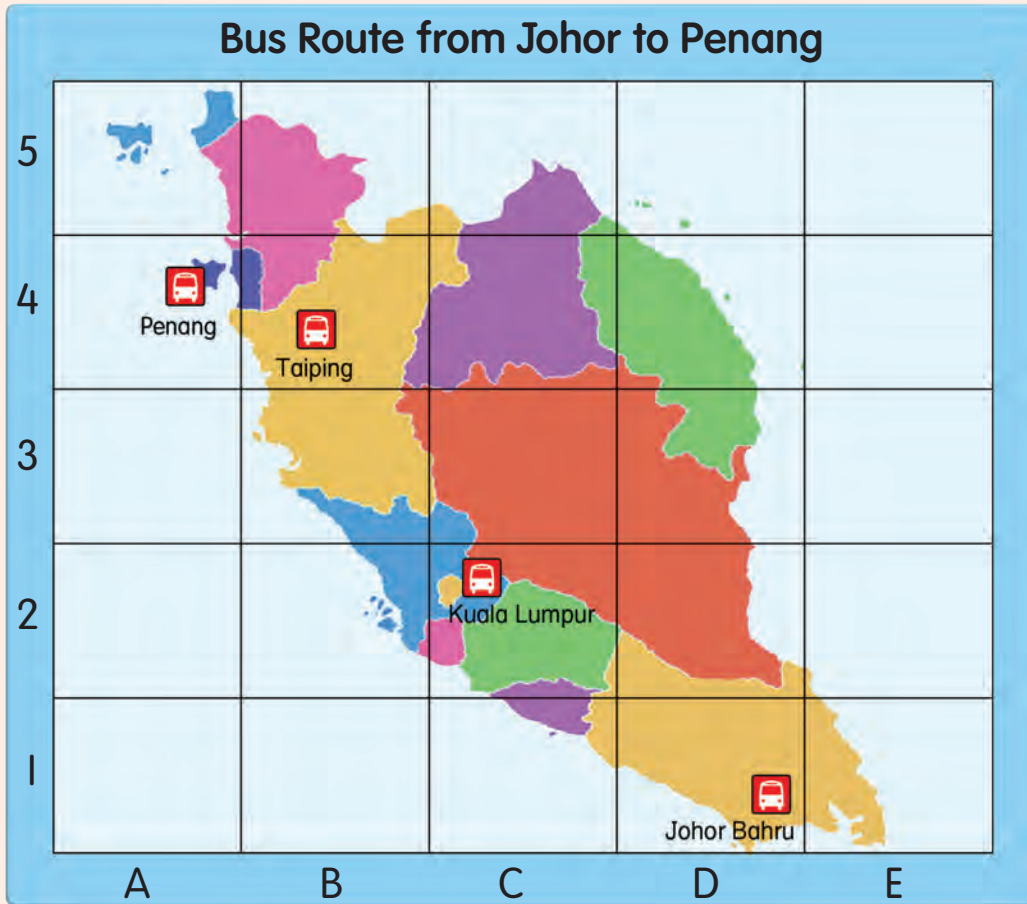 Bus Route from Johor to Penang
5
4
Penang
Taiping
3
2
Kuala Lumpur
1
Johor Bahru
A B C D E